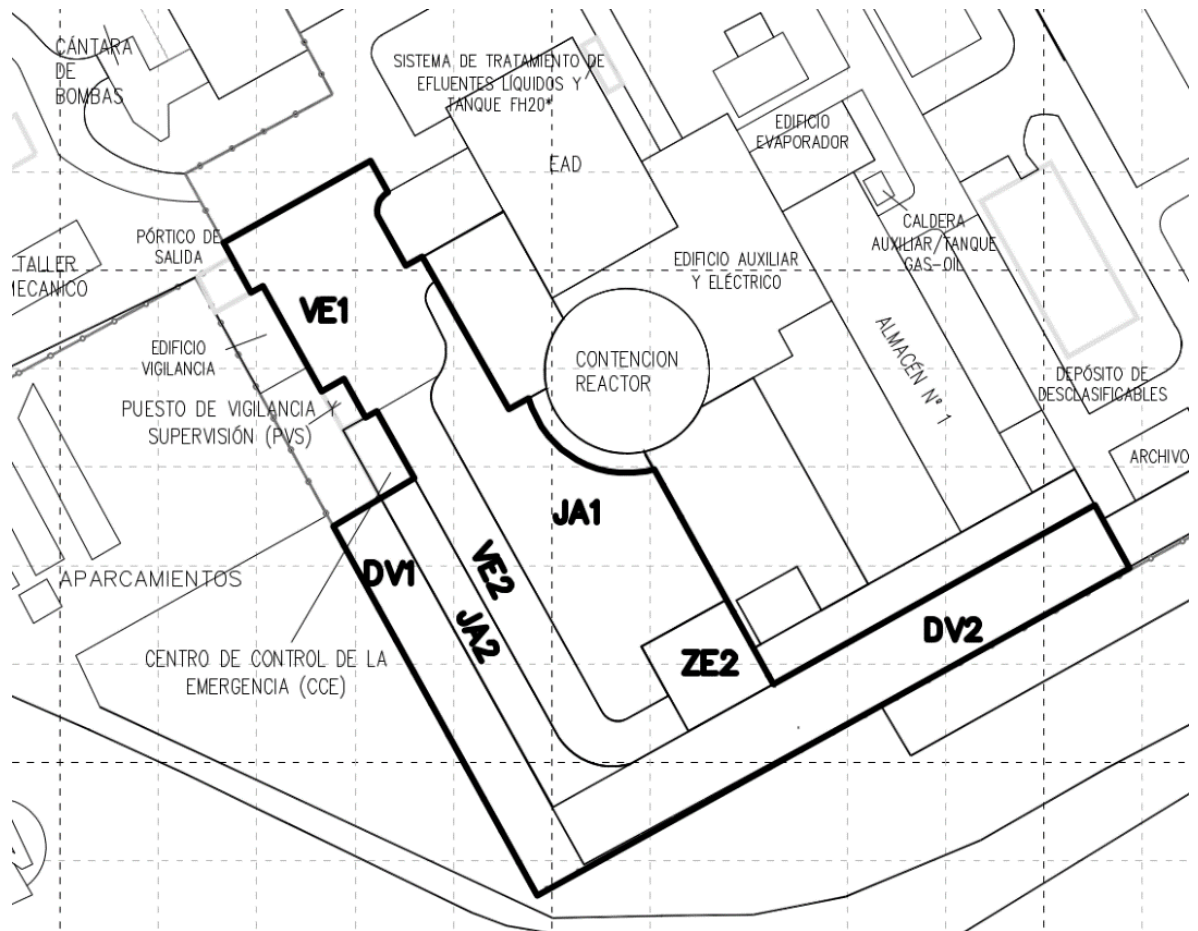 CÁNTARA
DE
BOMBAS
SISTEMA DE TRATAMIENTO DE
EFLUENTES LÍQUIDOS Y
TANQUE FH20*
EAD
EDIFICIO
EVAPORADOR
PÓRTICO DE
SALIDA
TALLER
MECANICO
CALDERA
AUXILIAR/TANQUE
GAS-OIL
EDIFICIO AUXILIAR
Y ELÉCTRICO
VE1
EDIFICIO
VIGILANCIA
CONTENCION
REACTOR
ALMACÉN Nº 1
DEPÓSITO DE
DESCLASIFICABLES
PUESTO DE VIGILANCIA Y
SUPERVISIÓN (PVS)
ARCHIVO
JA1
VE2
DV1
APARCAMIENTOS
JA2
DV2
CENTRO DE CONTROL DE LA
EMERGENCIA (CCE)
ZE2